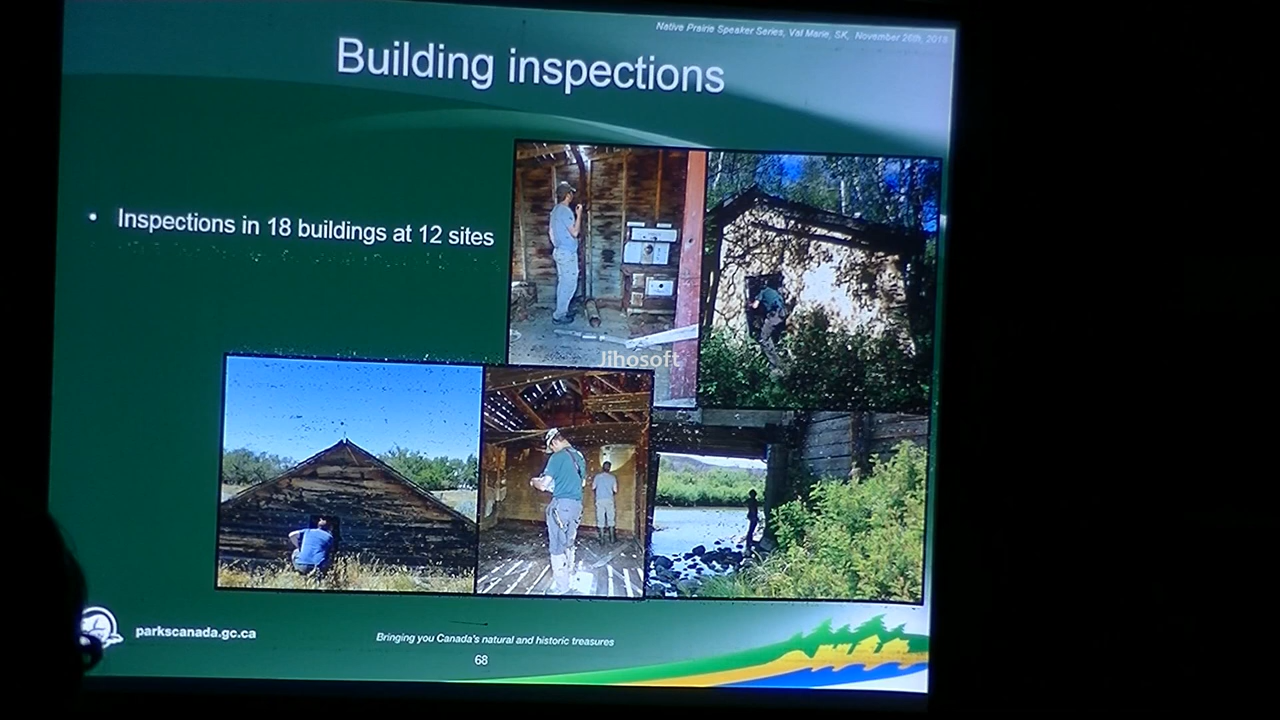 Native Prairie Speaker Series, Val Marie, SK, November 26th, 2015
Building inspections
• Inspections in 18 buildings at 12 sites
Jihosoft
parkscanada.gc.ca
Bringing you Canada's natural and historic treasures
68